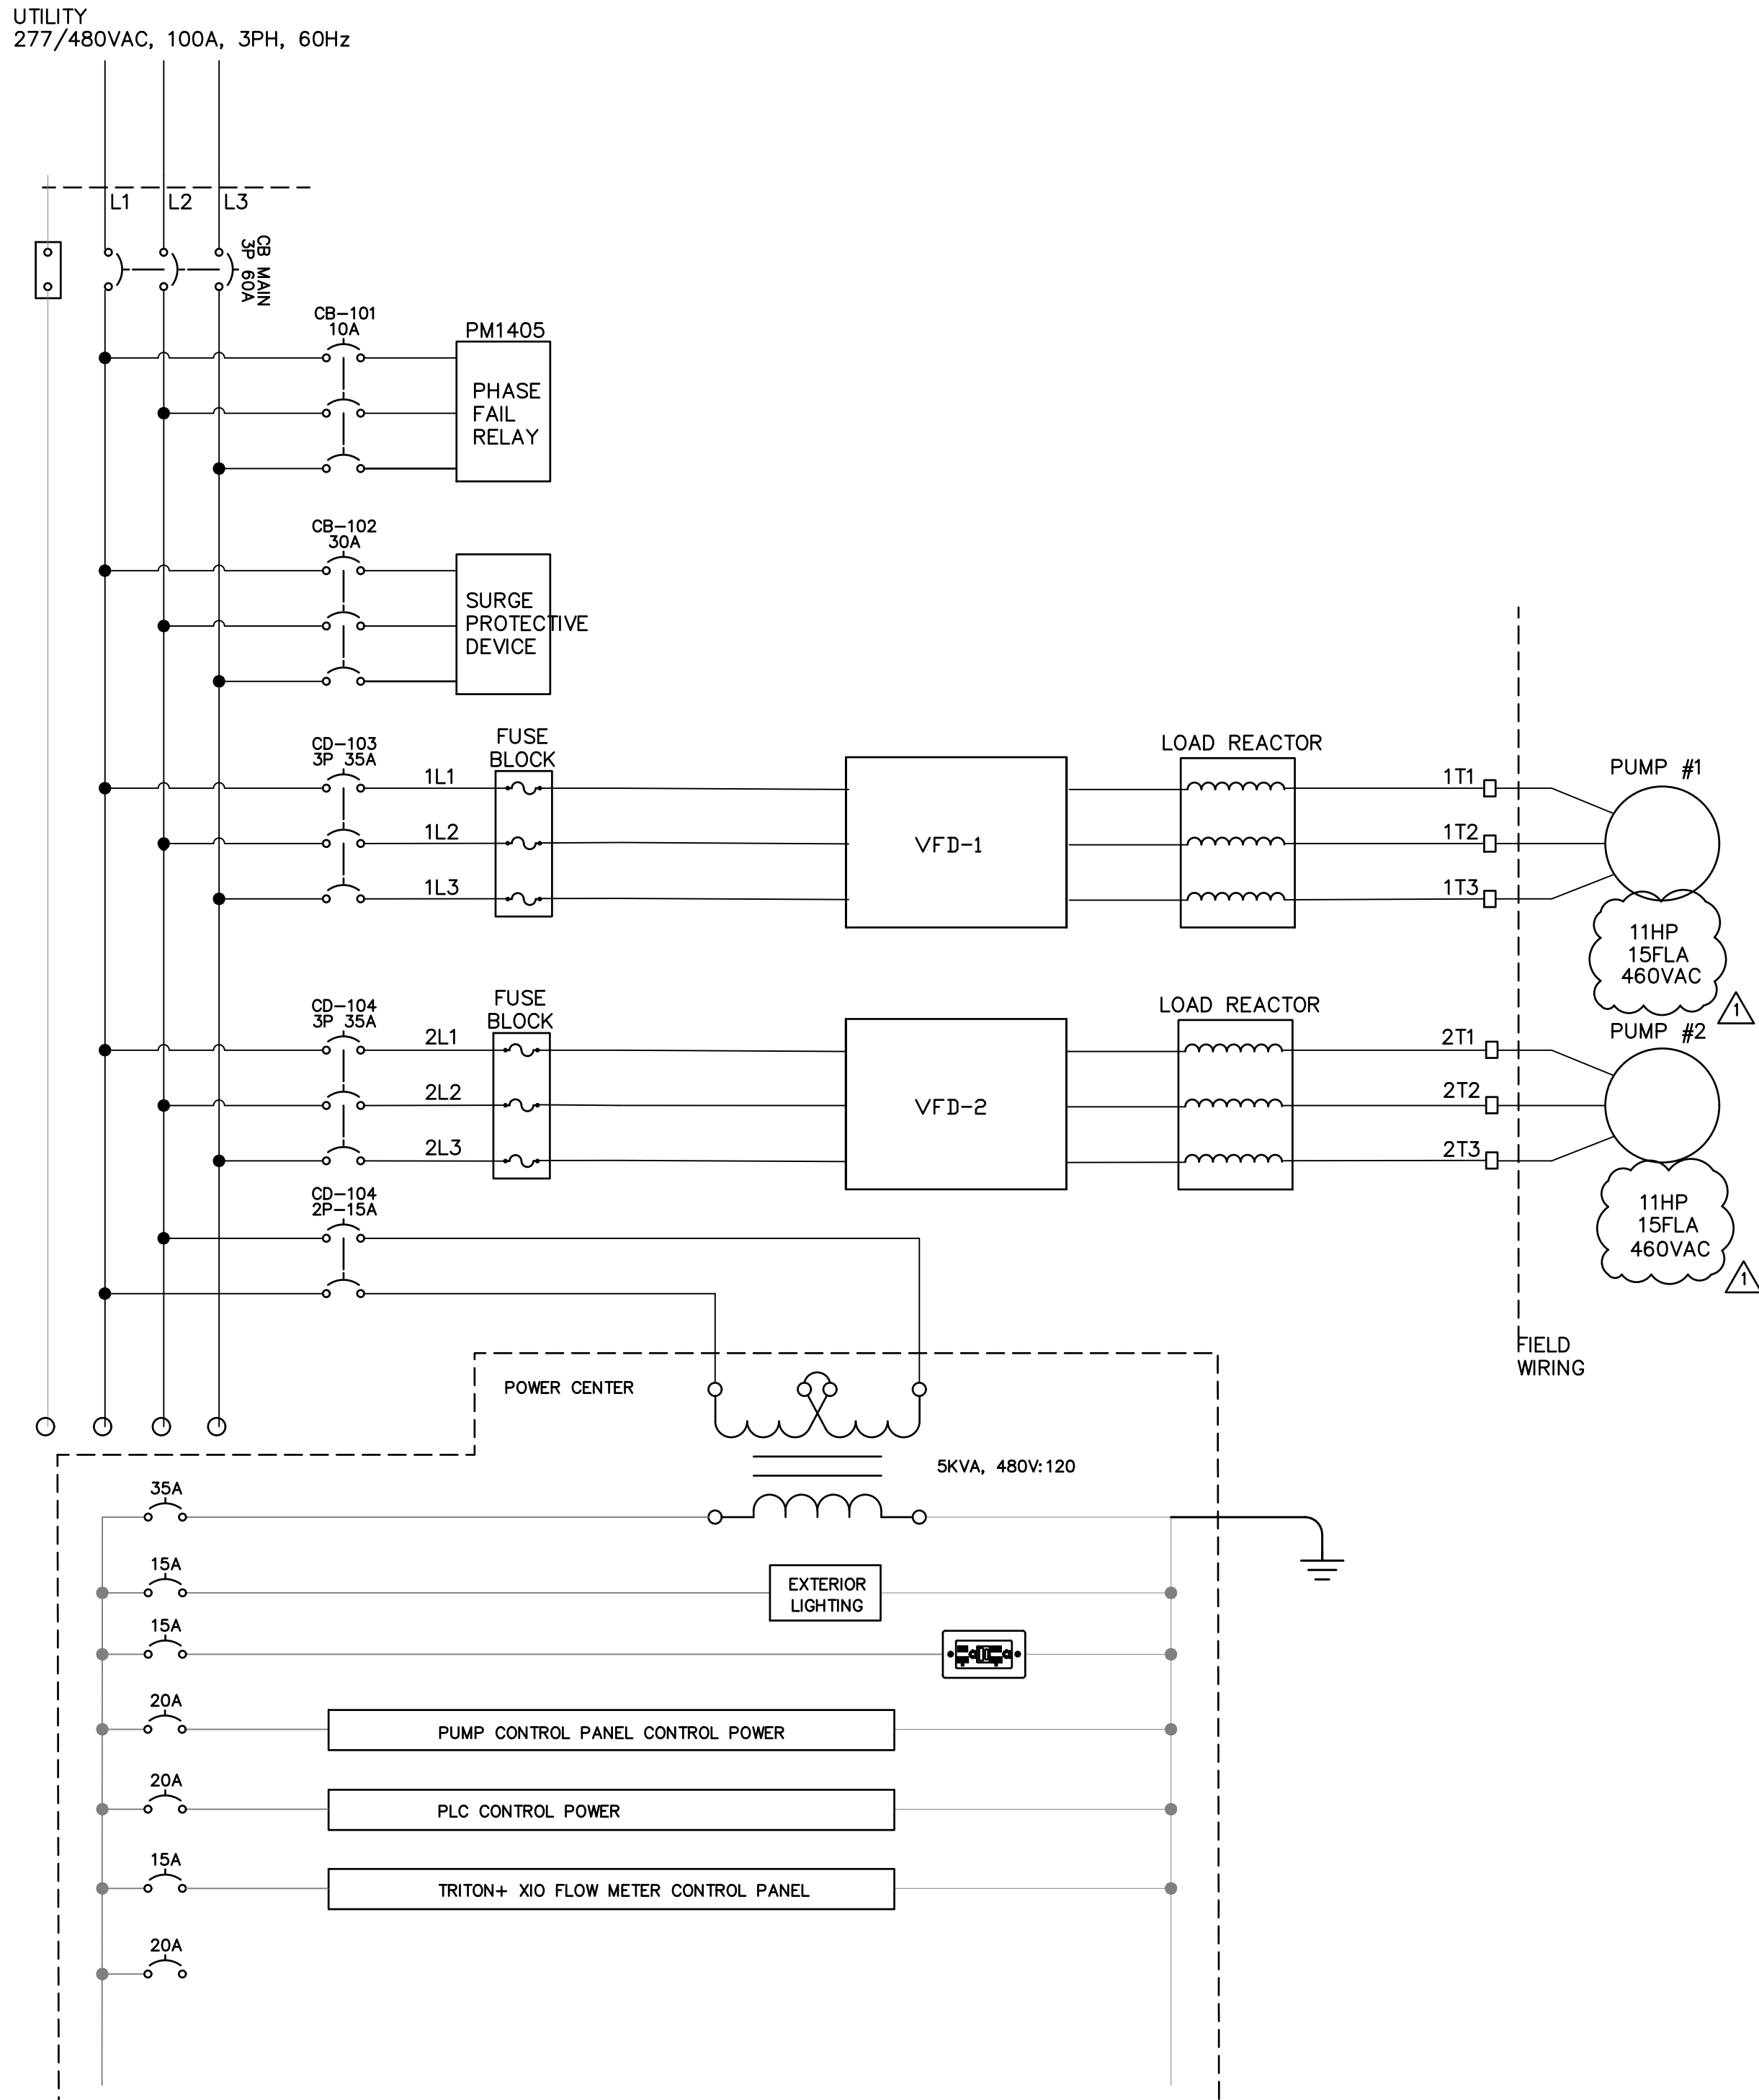 UTILITY
277/480VAC, 100A, 3PH, 60Hz
L1
L2
L3
CB MAIN
3P 60A
CB-101
10A
PM1405
PHASE
FAIL
RELAY
CB-102
30A
SURGE
PROTECTIVE
DEVICE
CD-103
3P 35A
1L1
1L2
1L3
FUSE
BLOCK
VFD-1
LOAD REACTOR
1T1
1T2
1T3
PUMP #1
11HP
15FLA
460VAC
1
CD-104
3P 35A
2L1
2L2
2L3
FUSE
BLOCK
VFD-2
LOAD REACTOR
2T1
2T2
2T3
PUMP #2
11HP
15FLA
460VAC
1
CD-104
2P-15A
FIELD
WIRING
POWER CENTER
5KVA, 480V:120
35A
15A
EXTERIOR
LIGHTING
15A
20A
PUMP CONTROL PANEL CONTROL POWER
20A
PLC CONTROL POWER
15A
TRITON+ XIO FLOW METER CONTROL PANEL
20A